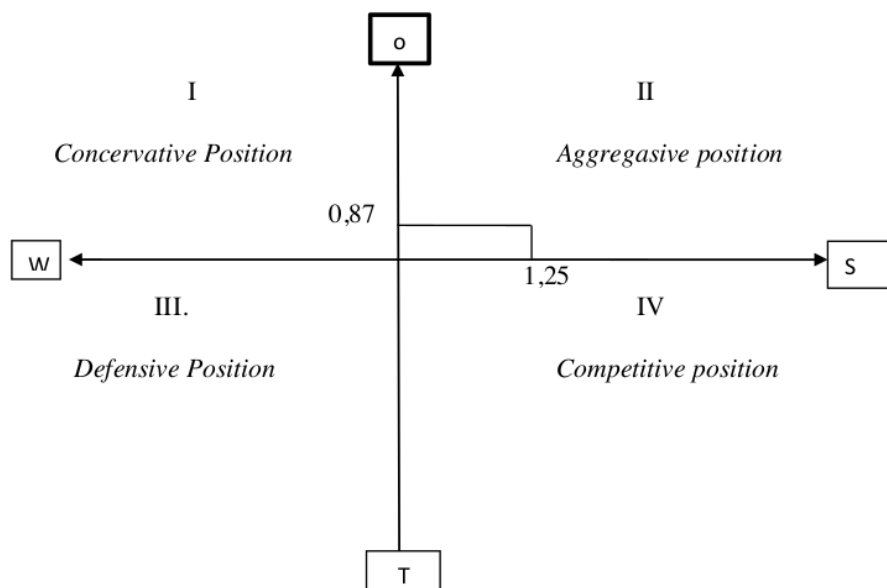 o
I II
Concervative Position Aggregasive position
0,87
W S
1,25
III. IV
Defensive Position Competitive position
T